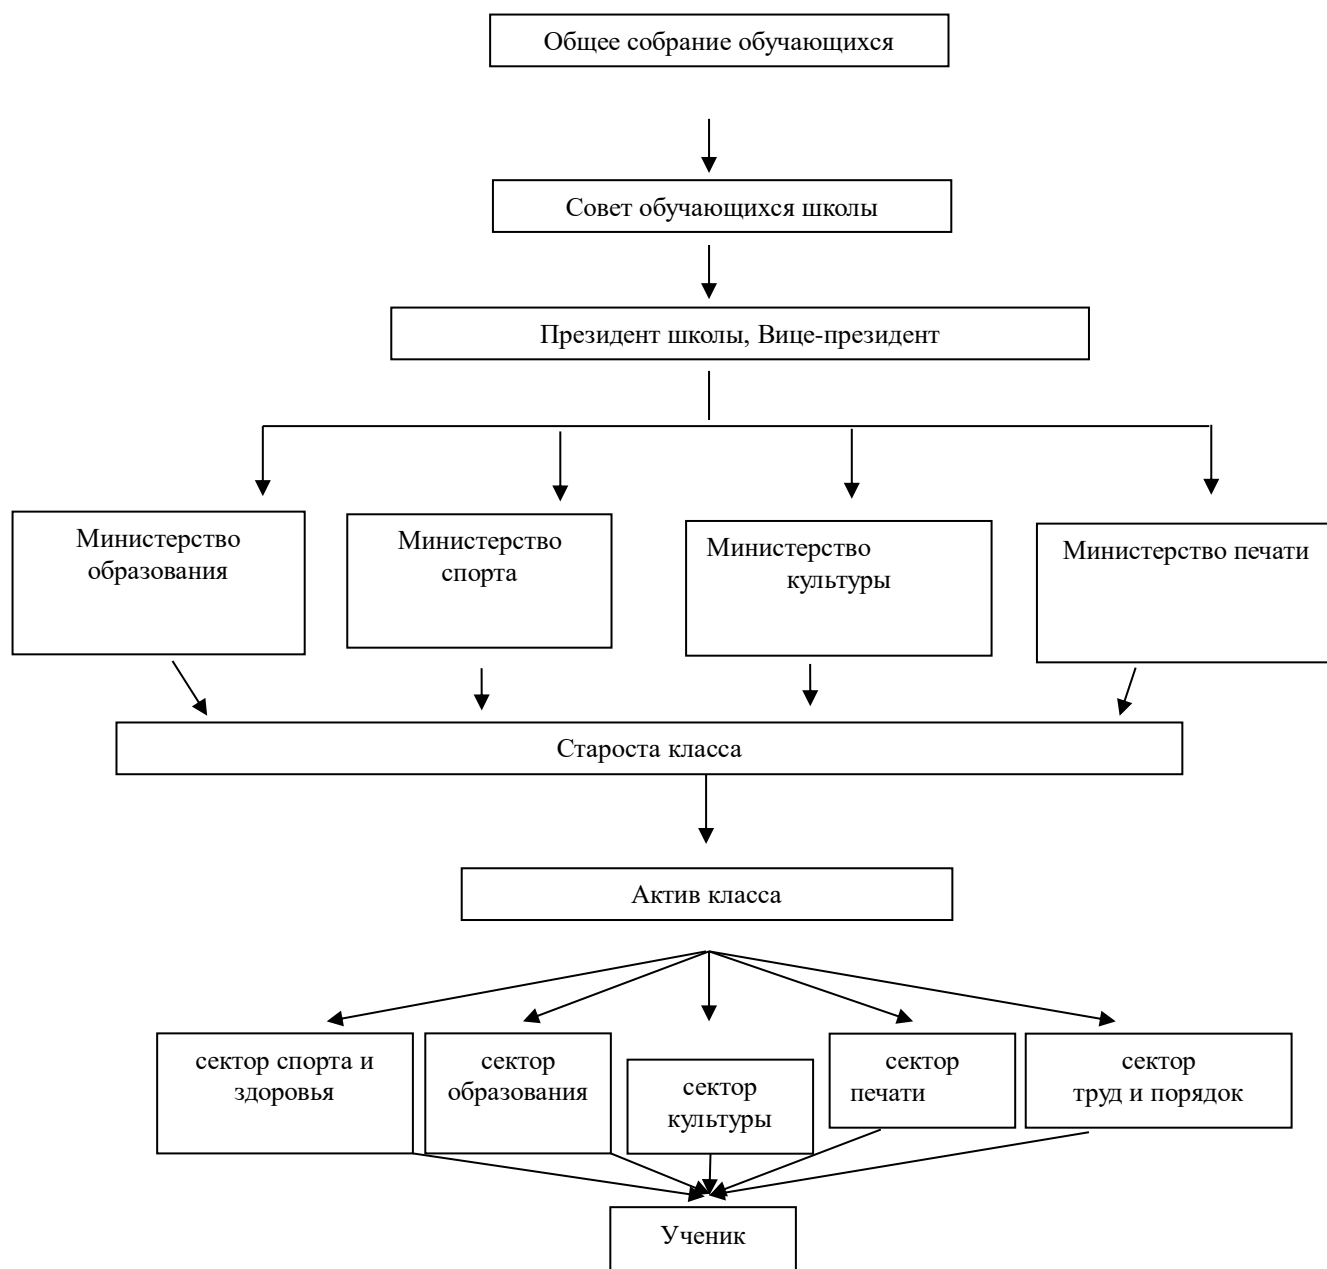 Общее собрание обучающихся
Совет обучающихся школы
Президент школы, Вице-президент
Министерство
образования
Министерство
спорта
Министерство
культуры
Министерство печати
Староста класса
Актив класса
сектор спорта и
здоровья
сектор
образования
сектор
культуры
сектор
печати
сектор
труд и порядок
Ученик